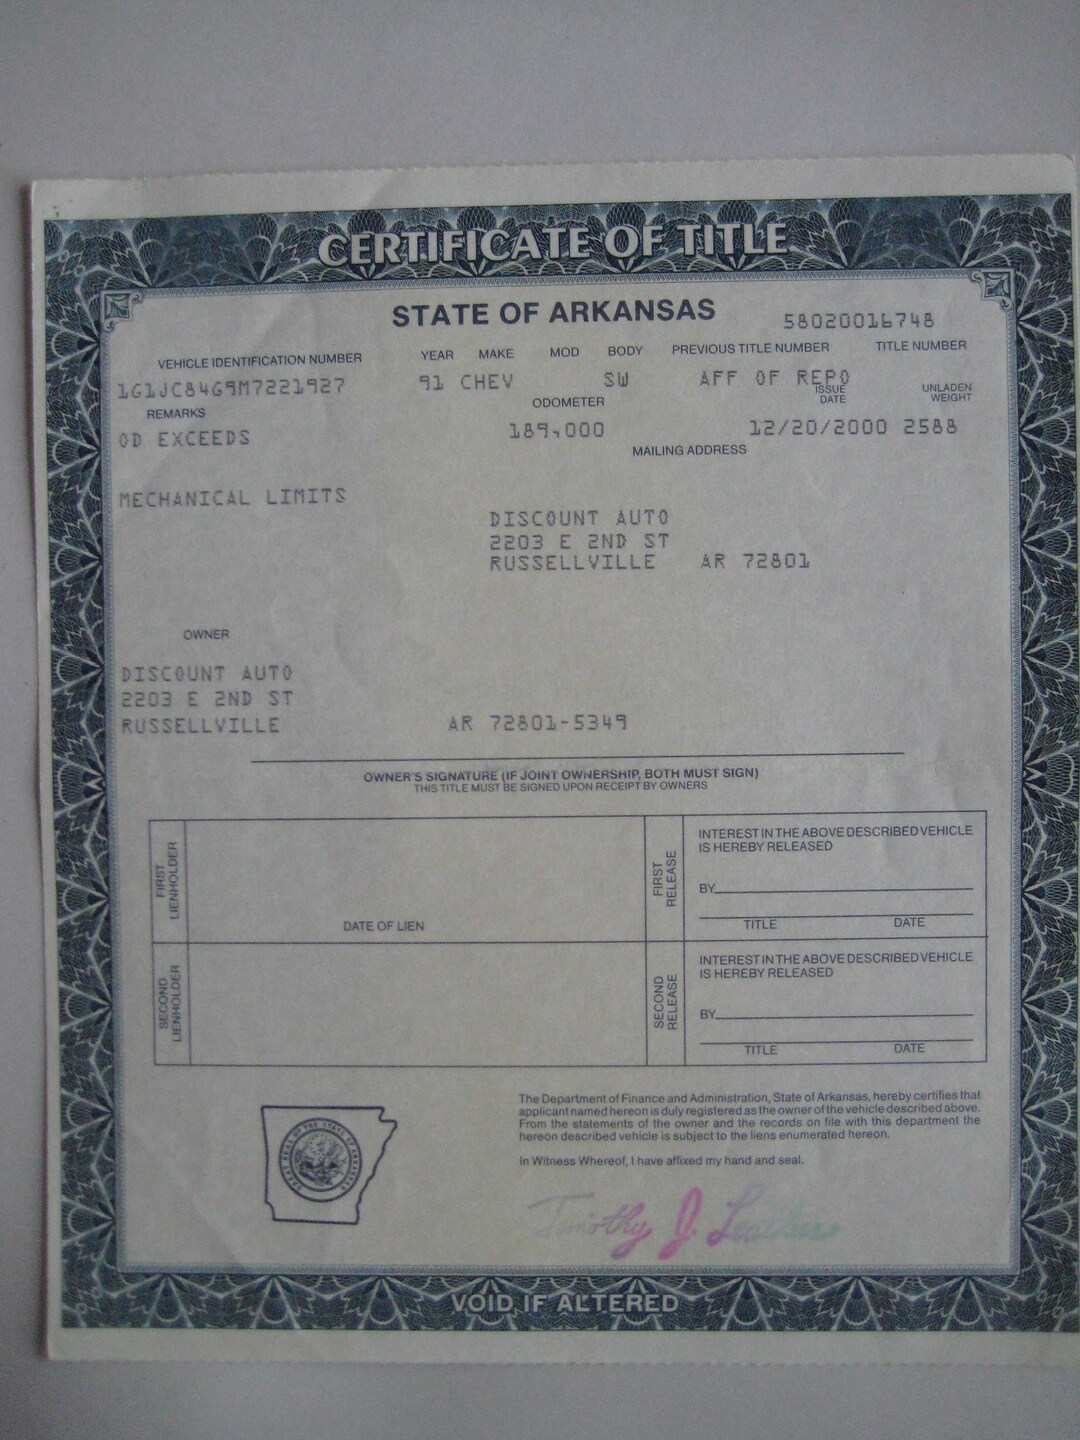 CERTIFICATE OF TITLE
STATE OF ARKANSAS
58020016748
VEHICLE IDENTIFICATION NUMBER YEAR MAKE MOD BODY PREVIOUS TITLE NUMBER TITLE NUMBER
1G1JC84G9M7221927 91 CHEV SW AFF OF REPO
REMARKS ODOMETER ISSUE DATE UNLADEN WEIGHT
OD EXCEEDS 189,000 12/20/2000 2588
MAILING ADDRESS
MECHANICAL LIMITS
DISCOUNT AUTO
2203 E 2ND ST
RUSSELLVILLE AR 72801
OWNER
DISCOUNT AUTO
2203 E 2ND ST
RUSSELLVILLE AR 72801-5349
OWNER'S SIGNATURE (IF JOINT OWNERSHIP, BOTH MUST SIGN)
THIS TITLE MUST BE SIGNED UPON RECEIPT BY OWNERS
FIRST LIENHOLDER
DATE OF LIEN
FIRST RELEASE
INTEREST IN THE ABOVE DESCRIBED VEHICLE
IS HEREBY RELEASED
BY
TITLE DATE
SECOND LIENHOLDER
SECOND RELEASE
INTEREST IN THE ABOVE DESCRIBED VEHICLE
IS HEREBY RELEASED
BY
TITLE DATE
The Department of Finance and Administration, State of Arkansas, hereby certifies that
applicant named hereon is duly registered as the owner of the vehicle described above.
From the statements of the owner and the records on file with this department the
hereon described vehicle is subject to the liens enumerated hereon.
In Witness Whereof, I have affixed my hand and seal.
GREAT SEAL OF THE STATE OF ARKANSAS
Timothy J.
VOID IF ALTERED